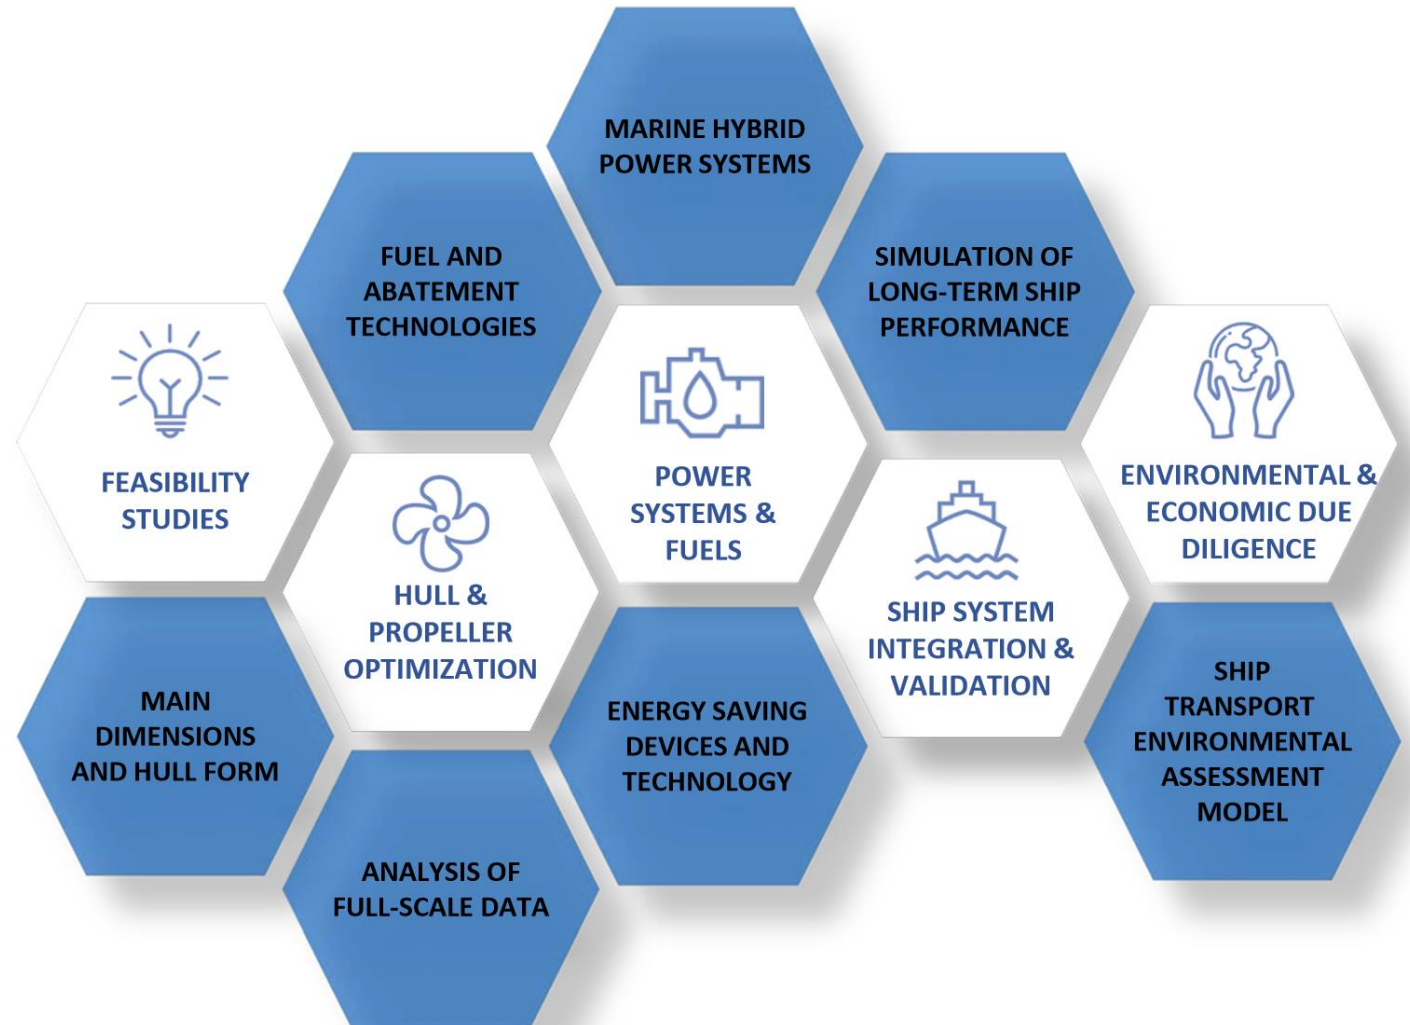 MARINE HYBRID
POWER SYSTEMS
FUEL AND
ABATEMENT
TECHNOLOGIES
SIMULATION OF
LONG-TERM SHIP
PERFORMANCE
FEASIBILITY
STUDIES
POWER
SYSTEMS &
FUELS
ENVIRONMENTAL &
ECONOMIC DUE
DILIGENCE
HULL &
PROPELLER
OPTIMIZATION
SHIP SYSTEM
INTEGRATION &
VALIDATION
MAIN
DIMENSIONS
AND HULL FORM
ENERGY SAVING
DEVICES AND
TECHNOLOGY
SHIP
TRANSPORT
ENVIRONMENTAL
ASSESSMENT
MODEL
ANALYSIS OF
FULL-SCALE DATA